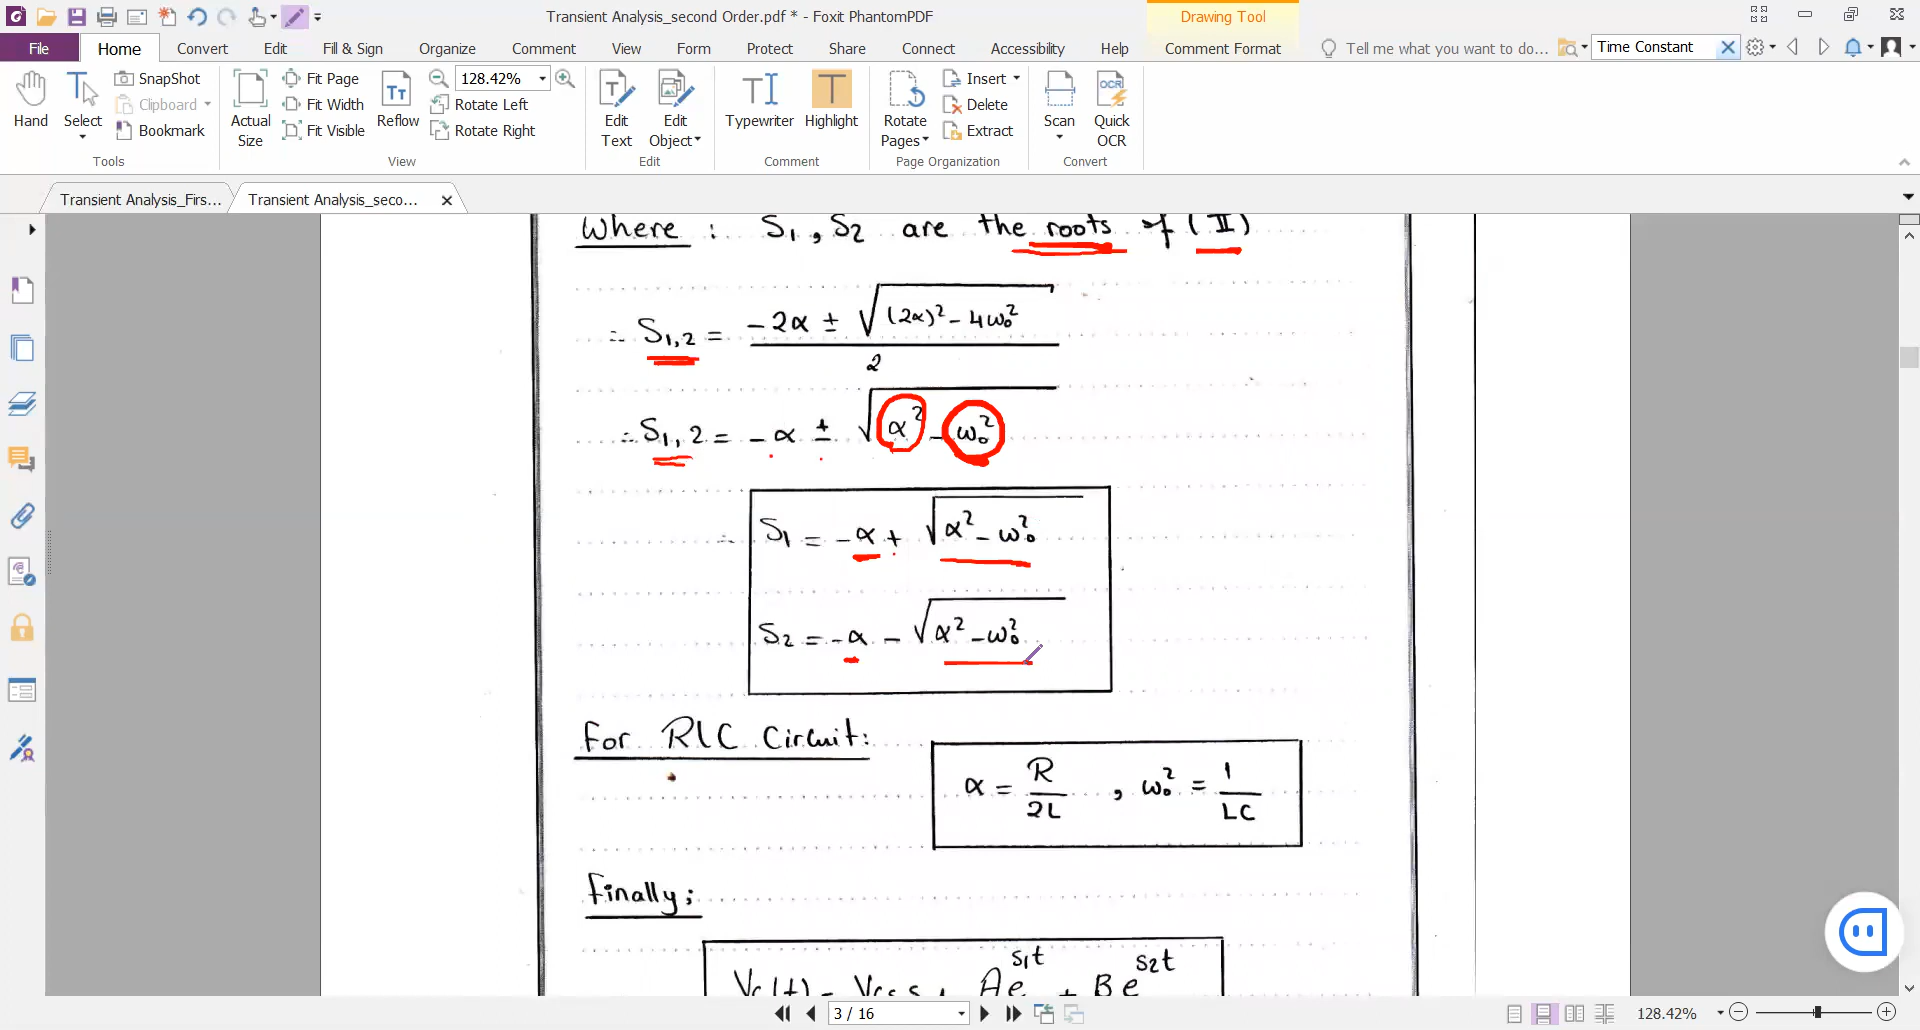 Transient Analysis_second Order.pdf * - Foxit PhantomPDF
Drawing Tool
File Home Convert Edit Fill & Sign Organize Comment View Form Protect Share Connect Accessibility Help Comment Format Tell me what you want to do... Time Constant
Hand
Select
SnapShot
Clipboard
Bookmark
Tools
Actual Size
Fit Page
Fit Width
Fit Visible
Reflow
128.42%
Rotate Left
Rotate Right
View
Edit Text
Edit Object
Edit
Typewriter
Highlight
Comment
Rotate Pages
Insert
Delete
Extract
Page Organization
Scan
Quick OCR
Convert
Transient Analysis_Firs...
Transient Analysis_seco...
Where : S₁, S₂ are the roots of (II)
∴ S₁,₂ = (-2α ± √((2α)² - 4ω₀²)) / 2
∴ S₁,₂ = -α ± √(α² - ω₀²)
∴ S₁ = -α + √(α² - ω₀²)
S₂ = -α - √(α² - ω₀²)
For RLC Circuit:
α = R/2L , ω₀² = 1/LC
Finally;
3 / 16
128.42%